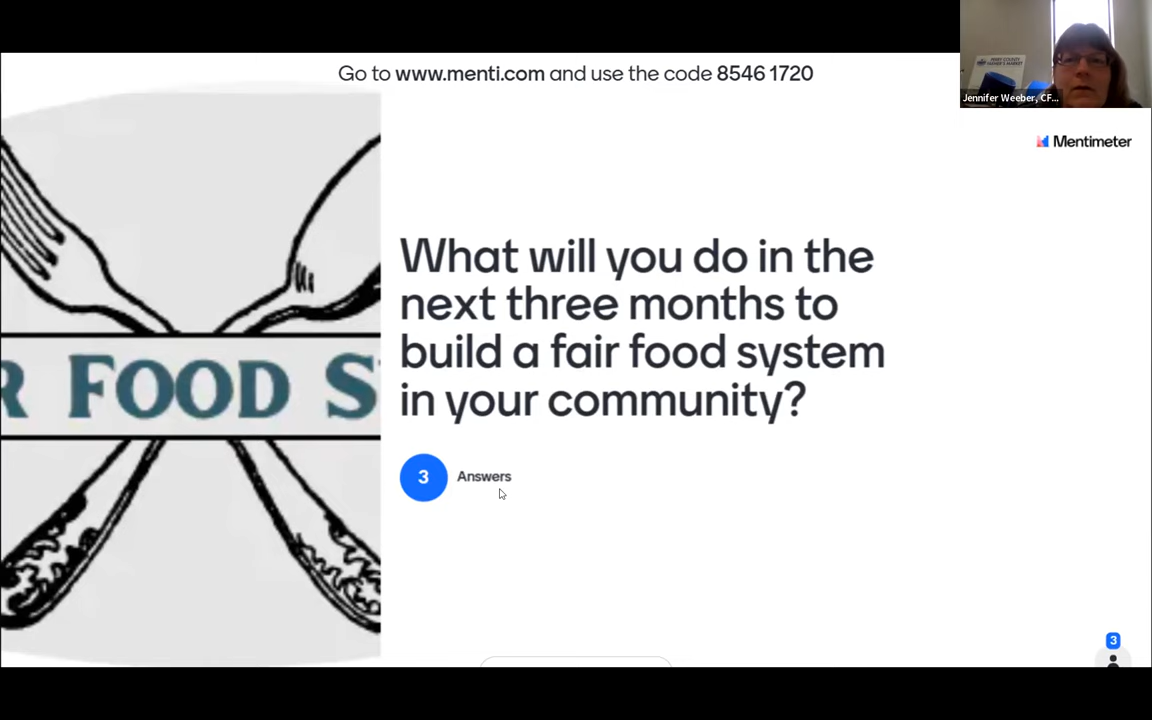 Go to www.menti.com and use the code 8546 1720
Jennifer Weeber, CF...
Mentimeter
What will you do in the
next three months to
build a fair food system
in your community?
R FOOD S
3 Answers
3